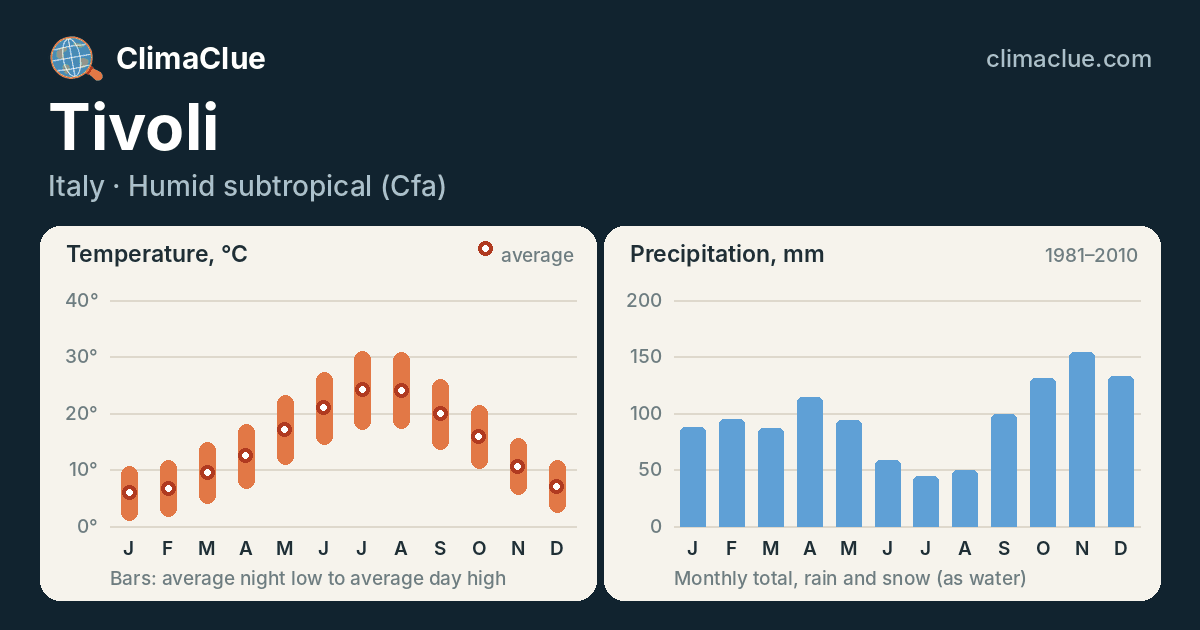 ClimaClue
climaclue.com
Tivoli
Italy · Humid subtropical (Cfa)
Temperature, °C
average
40°
30°
20°
10°
0°
J F M A M J J A S O N D
Bars: average night low to average day high
Precipitation, mm
1981–2010
200
150
100
50
0
J F M A M J J A S O N D
Monthly total, rain and snow (as water)